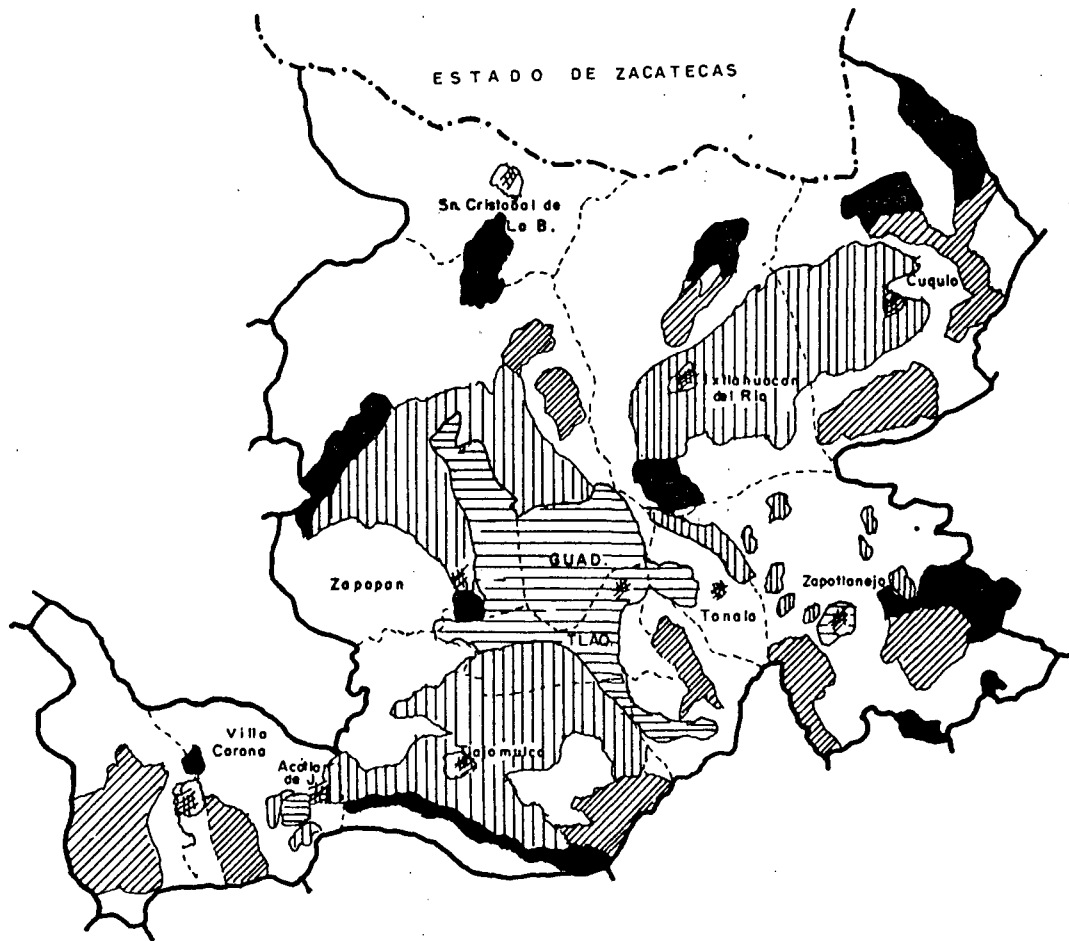 ESTADO DE ZACATECAS
Sn. Cristobal de
La B.
Cuquio
Ixtlahuacan
del Rio
GUAD.
Zapopan
Zapotlanejo
Tonala
TLAQ.
Villa
Corona
Acatlan
de J.
Tlajomulco